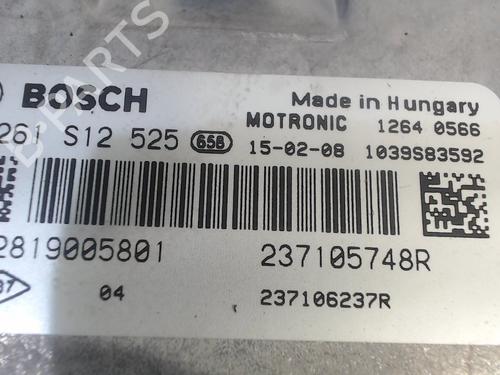 BOSCH
Made in Hungary
261 S12 525 658
MOTRONIC 1264 0566
15-02-08 1039S83592
2819005801 237105748R
04 237106237R
B-PARTS